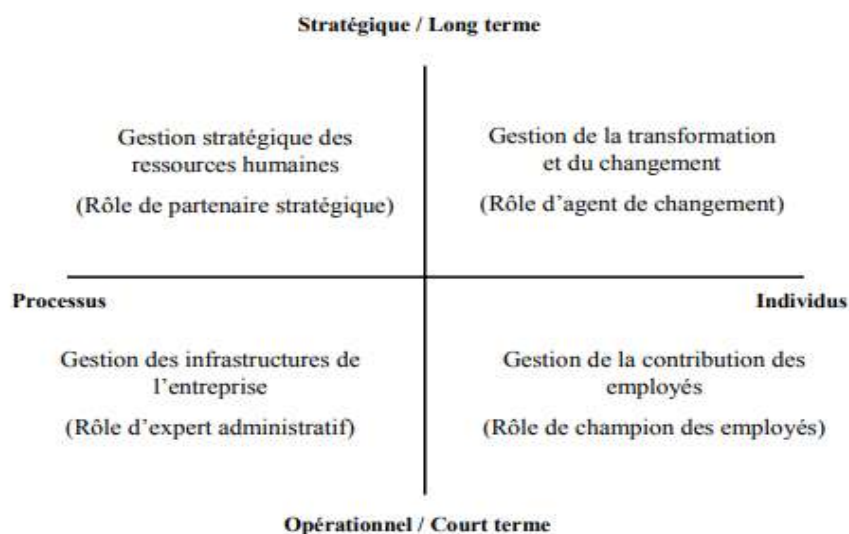 Stratégique / Long terme
Gestion stratégique des
ressources humaines
(Rôle de partenaire stratégique)
Gestion de la transformation
et du changement
(Rôle d’agent de changement)
Processus
Individus
Gestion des infrastructures de
l’entreprise
(Rôle d’expert administratif)
Gestion de la contribution des
employés
(Rôle de champion des employés)
Opérationnel / Court terme